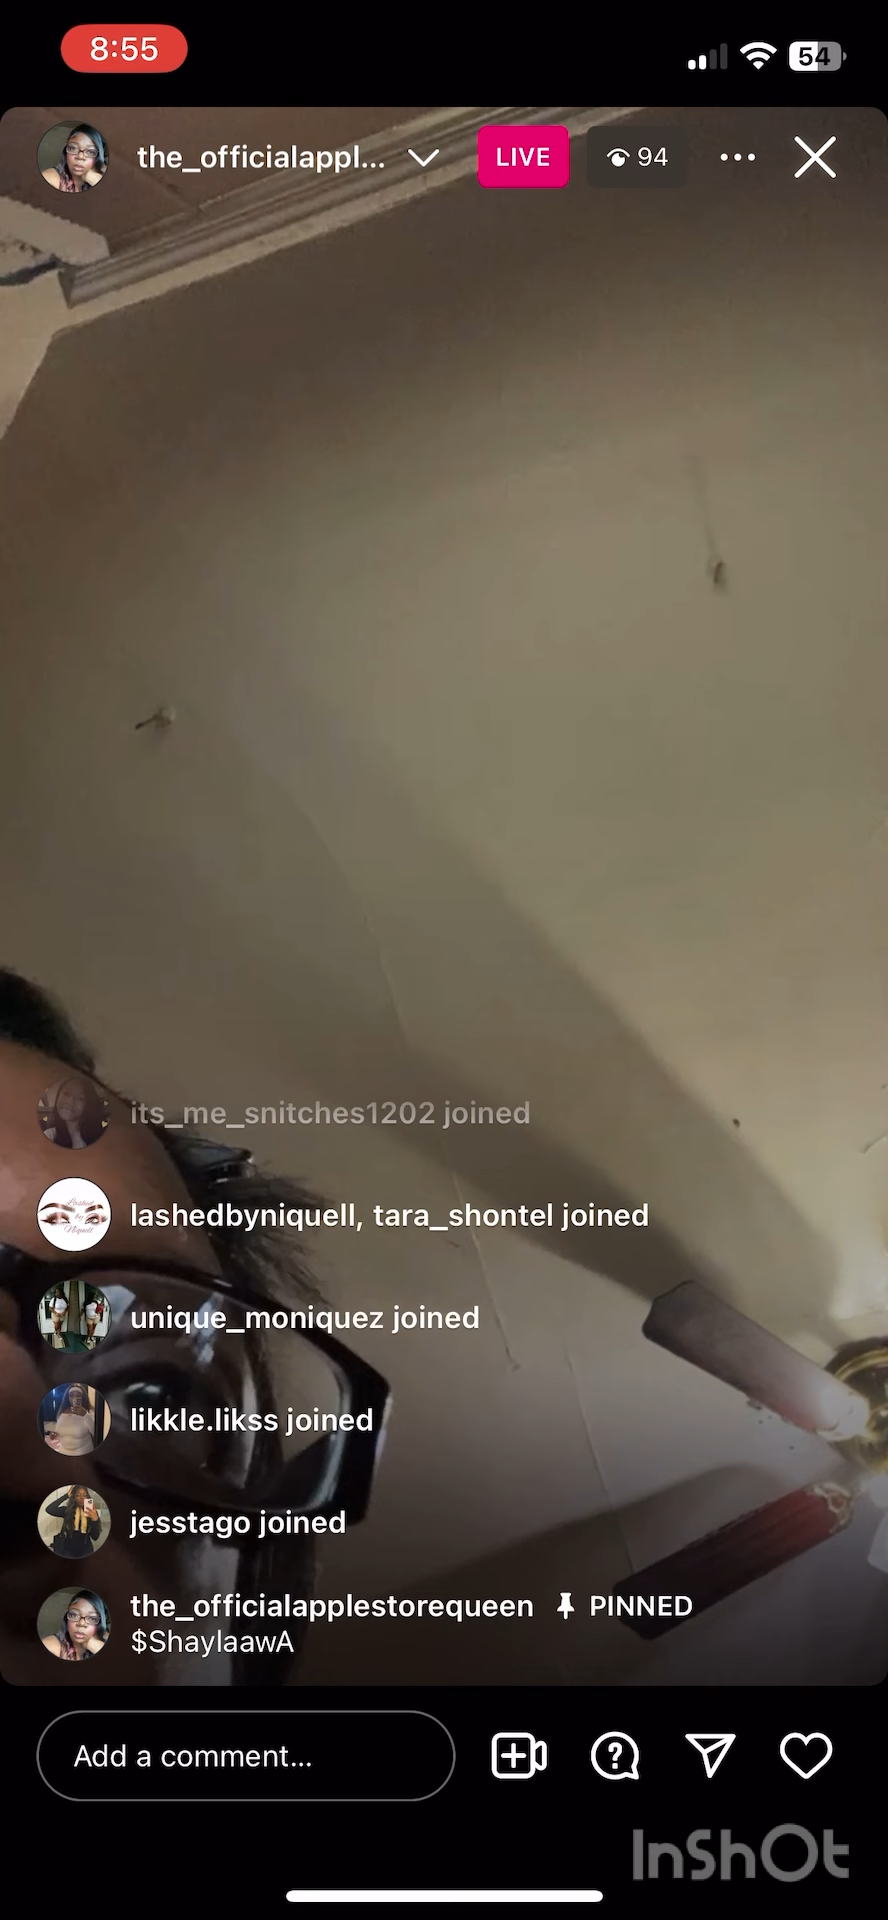 8:55
54
the_officialappl...
LIVE
94
its_me_snitches1202 joined
lashedbyniquell, tara_shontel joined
unique_moniquez joined
likkle.likss joined
jesstago joined
the_officialapplestorequeen PINNED
$ShaylaawA
Add a comment...
InShOt